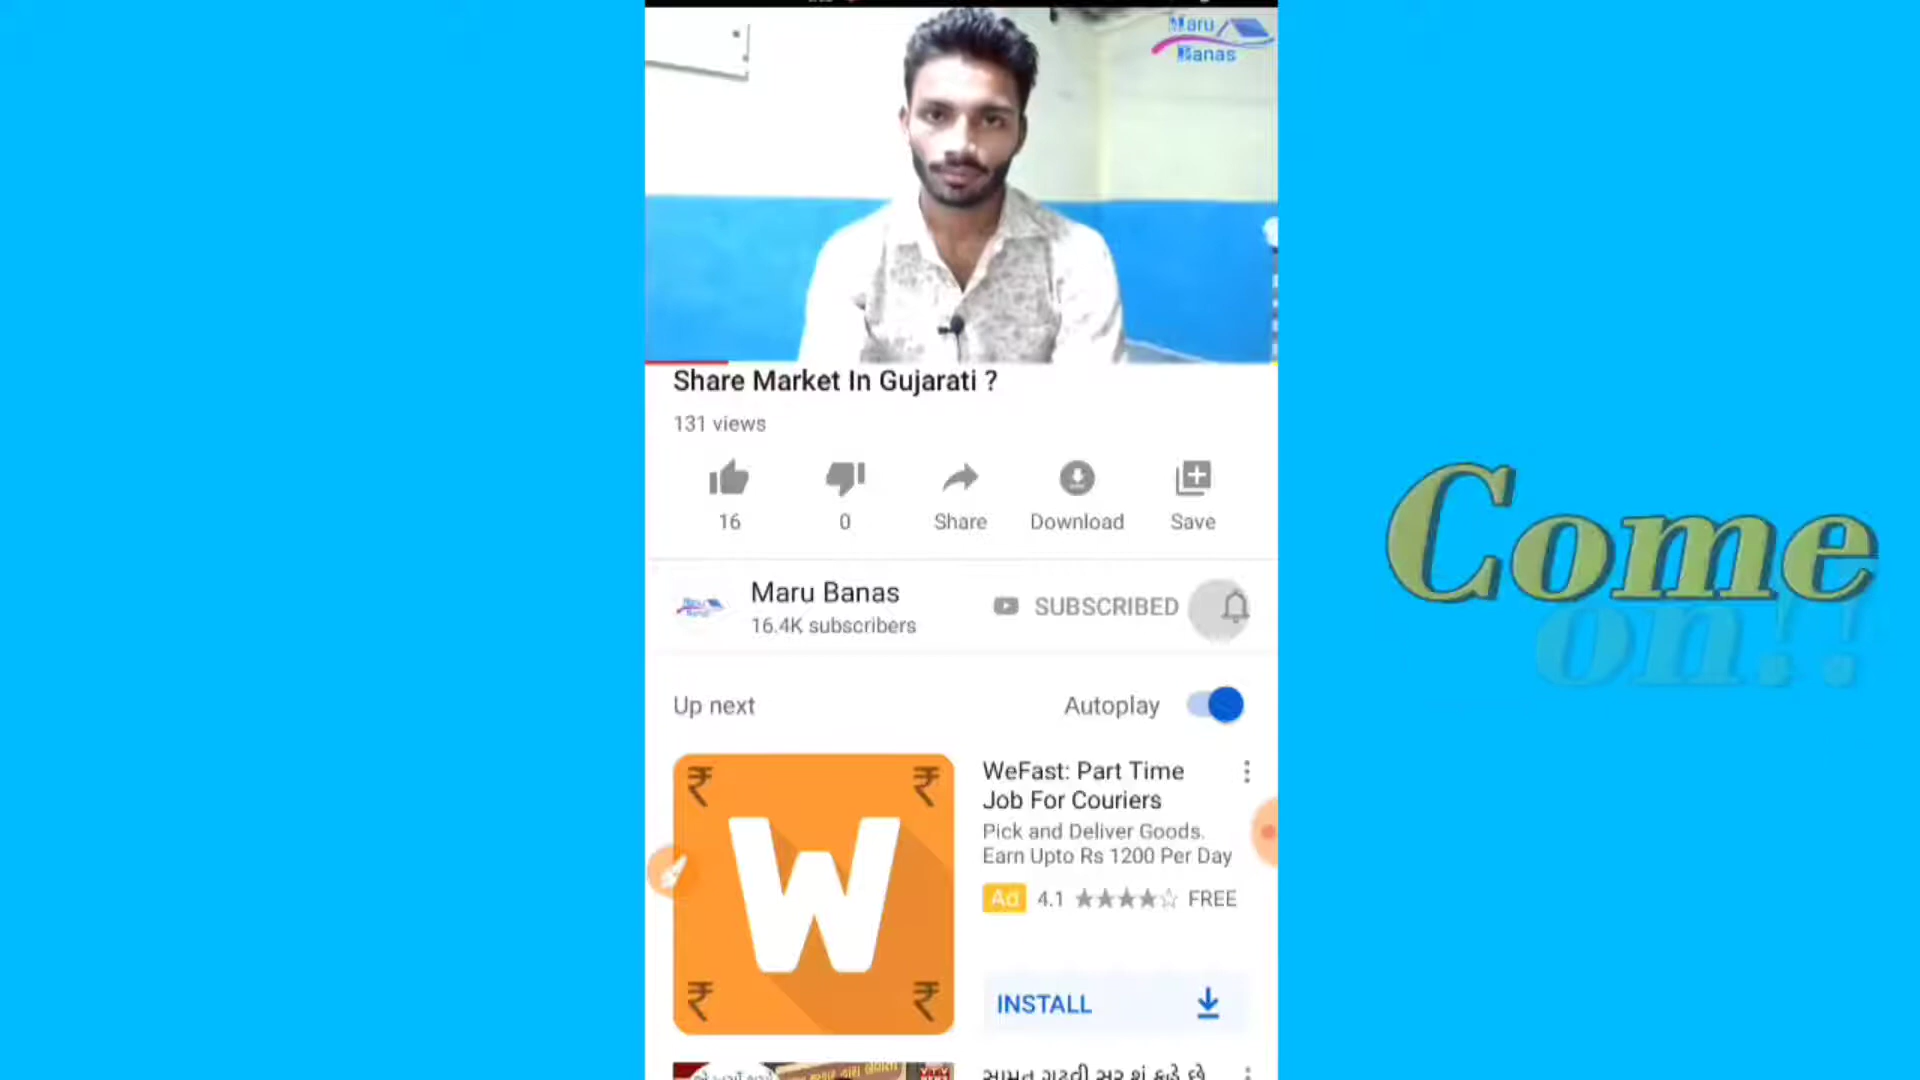 Maru
Banas
Share Market In Gujarati ?
131 views
16
0
Share
Download
Save
Maru Banas
16.4K subscribers
SUBSCRIBED
Up next
Autoplay
WeFast: Part Time
Job For Couriers
Pick and Deliver Goods.
Earn Upto Rs 1200 Per Day
Ad 4.1 FREE
₹ ₹
W
₹ ₹
INSTALL
Come
on!!